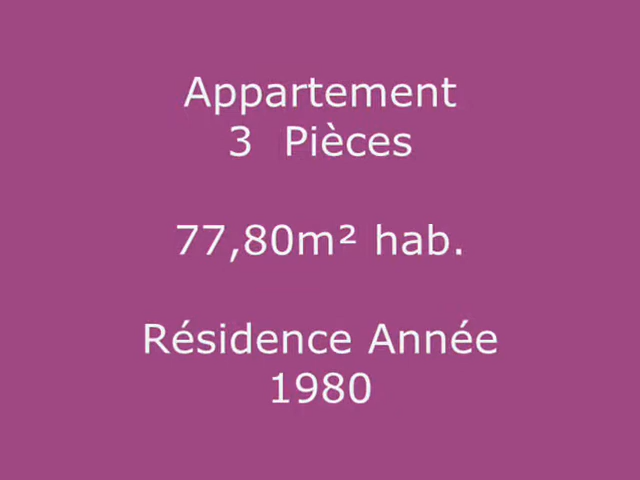 Appartement
3 Pièces
77,80m² hab.
Résidence Année
1980